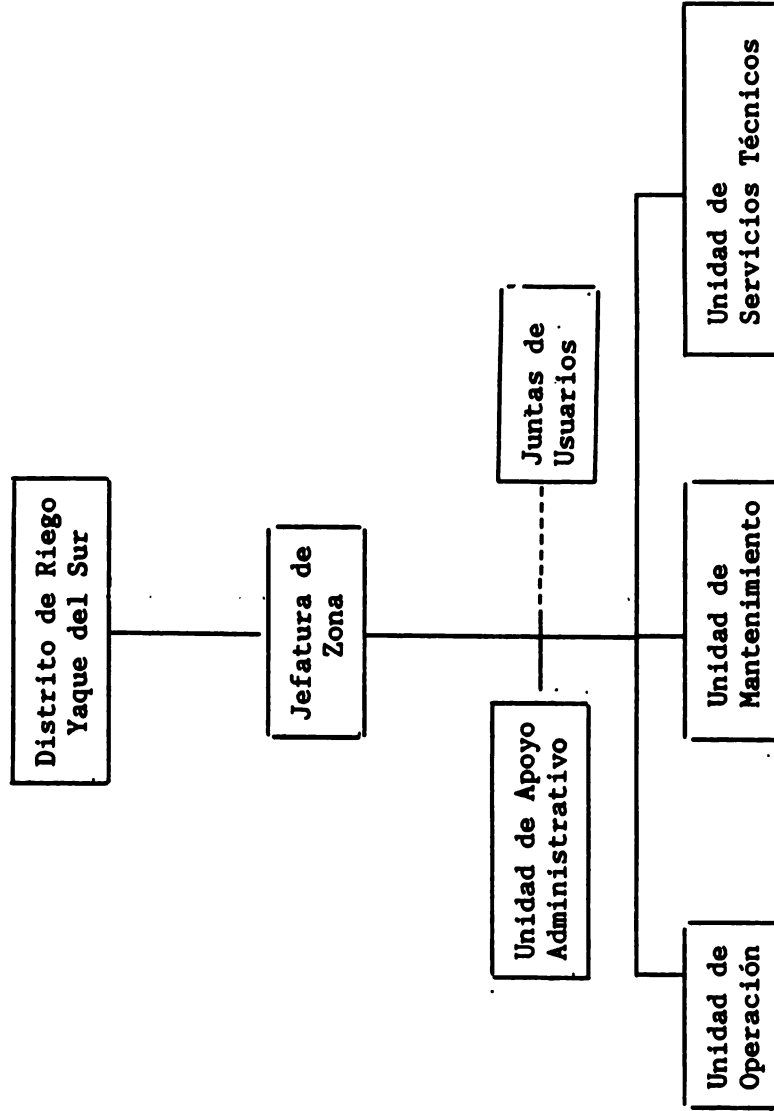 Distrito de Riego
Yaque del Sur
Jefatura de
Zona
Unidad de Apoyo
Administrativo
Juntas de
Usuarios
Unidad de
Operación
Unidad de
Mantenimiento
Unidad de
Servicios Técnicos